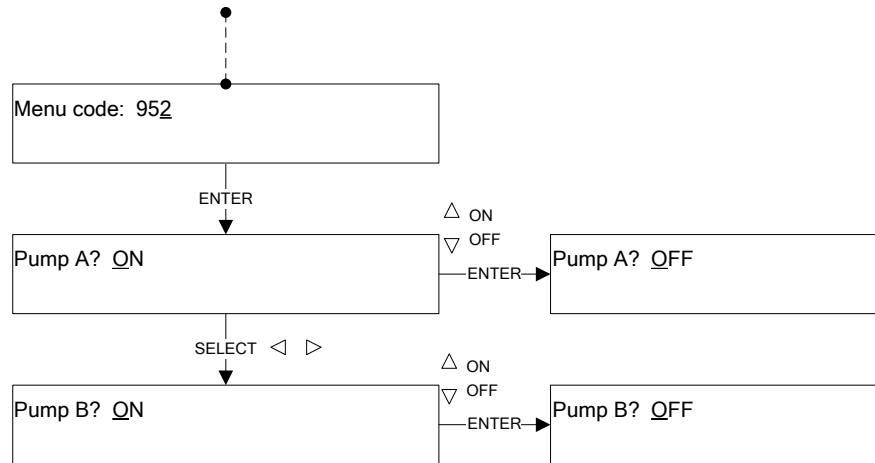 Menu code: 952
ENTER
Pump A? ON
ON
OFF
ENTER
Pump A? OFF
SELECT
Pump B? ON
ON
OFF
ENTER
Pump B? OFF